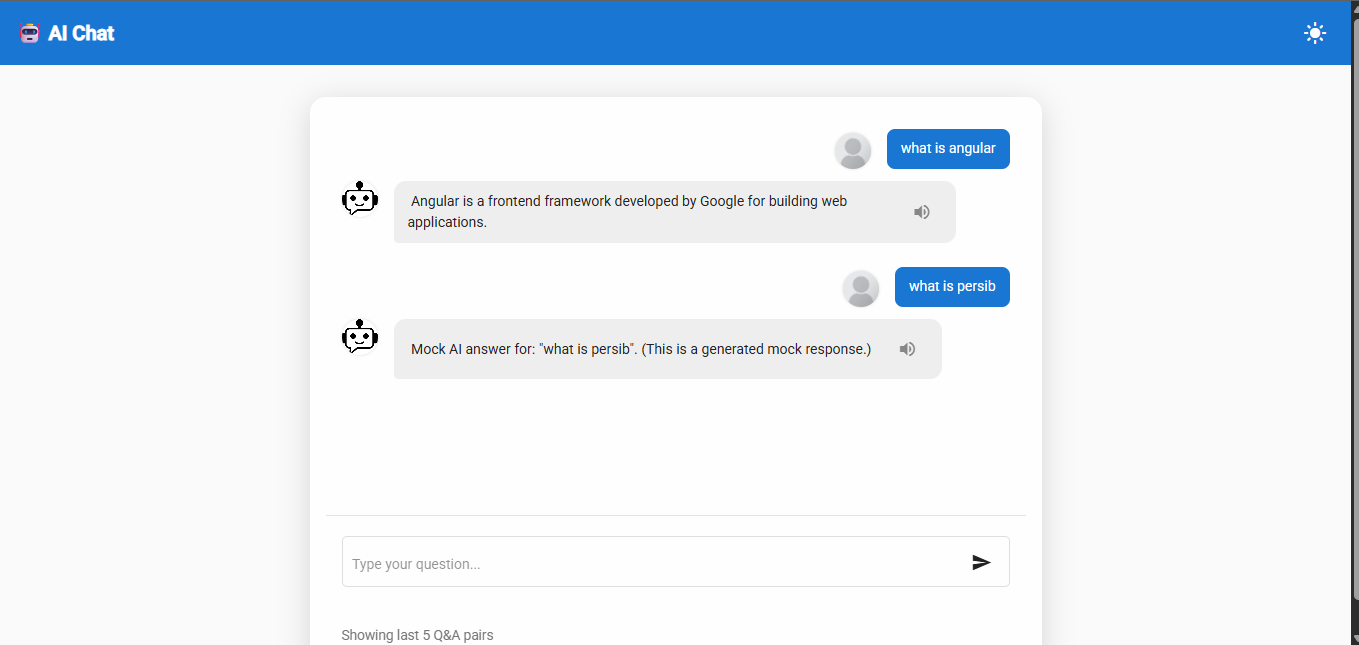 AI Chat
what is angular
Angular is a frontend framework developed by Google for building web
applications.
what is persib
Mock AI answer for: "what is persib". (This is a generated mock response.)
Type your question...
Showing last 5 Q&A pairs